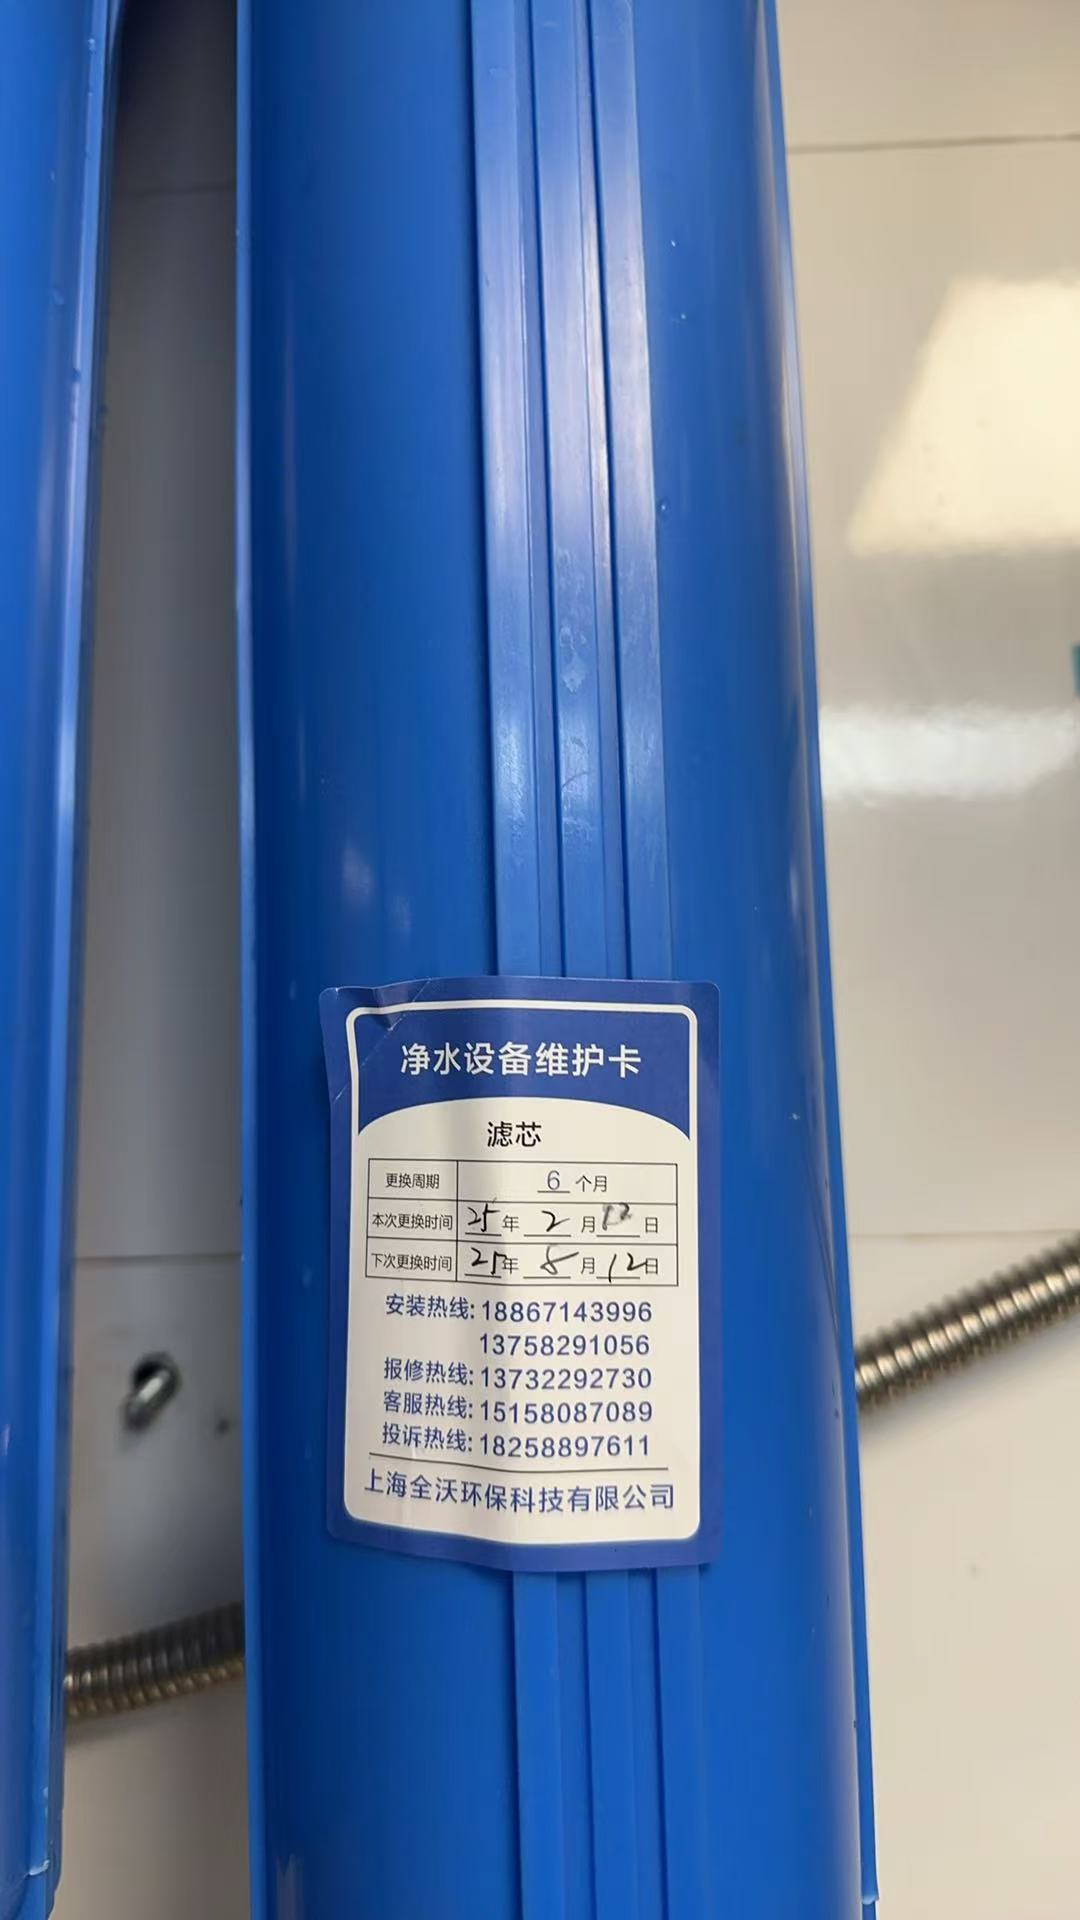 净水设备维护卡
滤芯
更换周期 6 个月
本次更换时间 25 年 2 月 12 日
下次更换时间 25 年 8 月 12 日
安装热线: 18867143996
13758291056
报修热线: 13732292730
客服热线: 15158087089
投诉热线: 18258897611
上海全沃环保科技有限公司